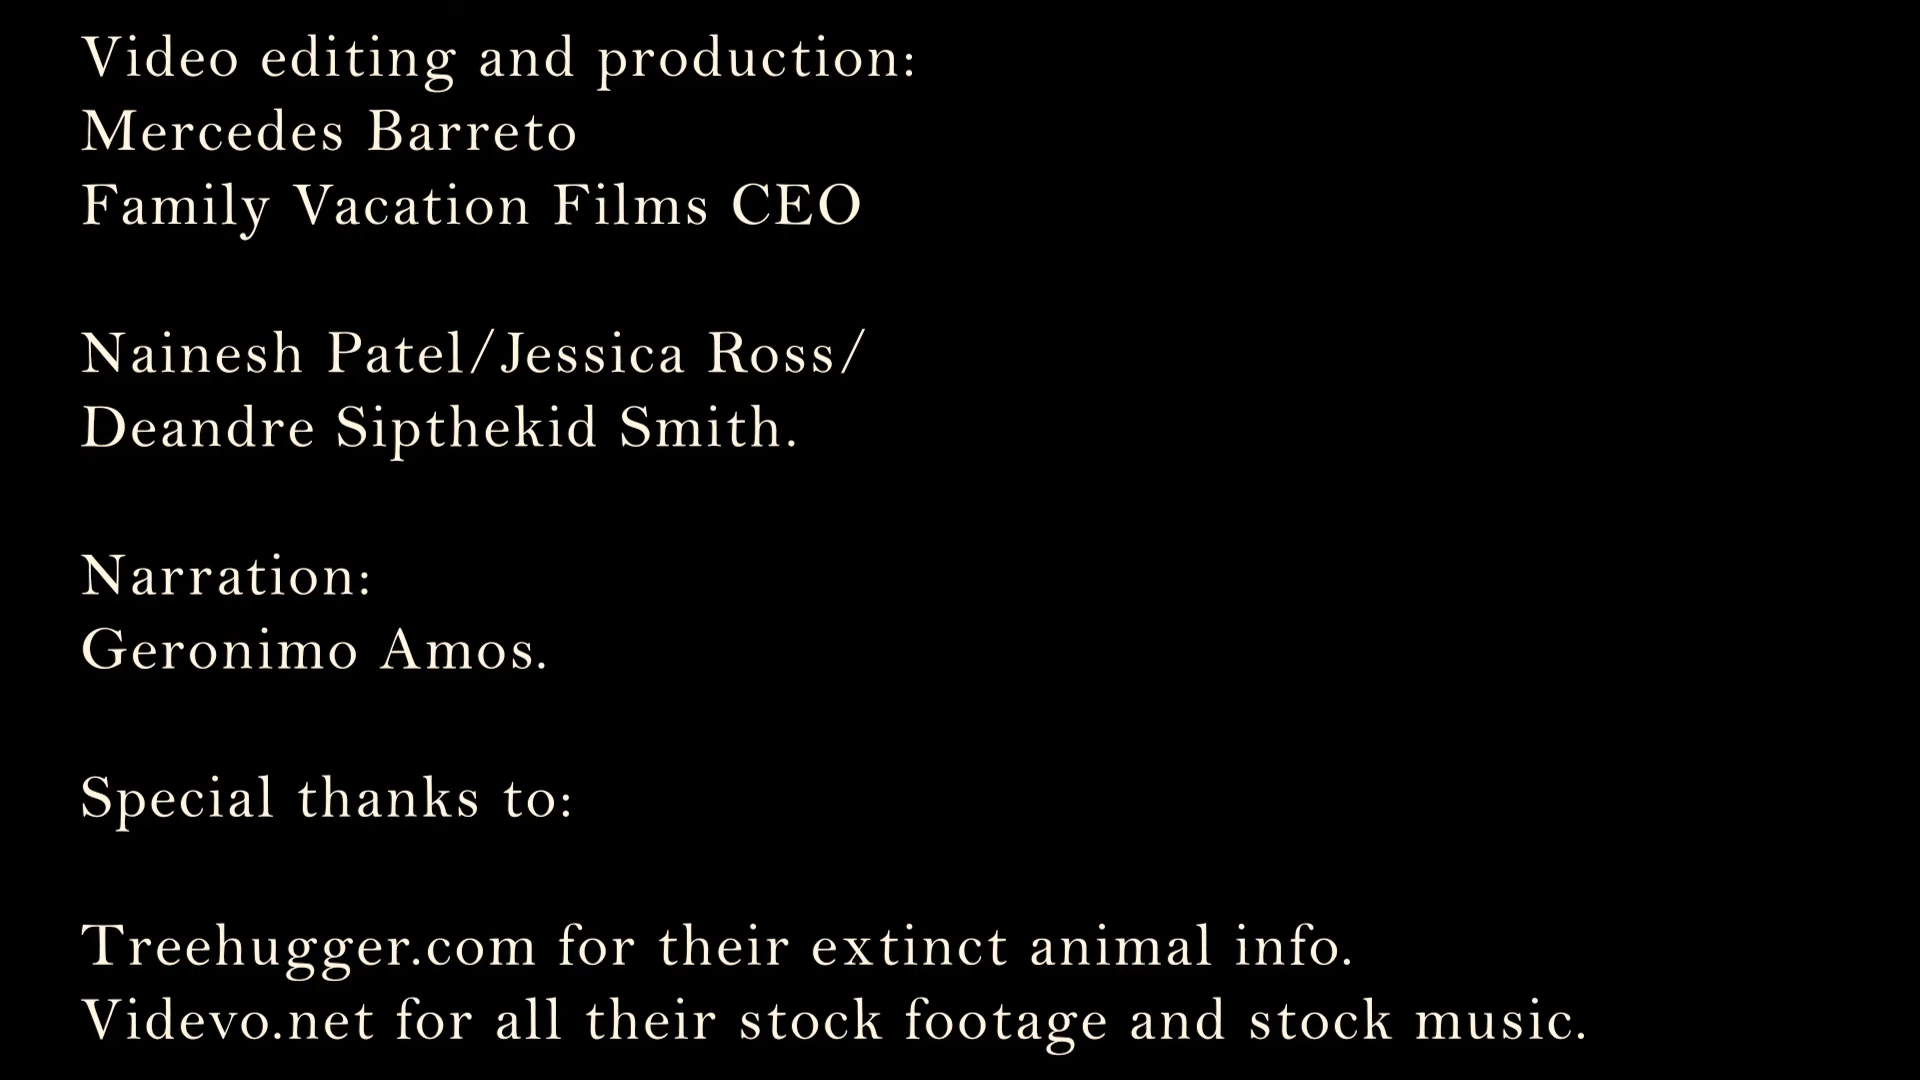 Video editing and production:
Mercedes Barreto
Family Vacation Films CEO
Nainesh Patel/Jessica Ross/
Deandre Sipthekid Smith.
Narration:
Geronimo Amos.
Special thanks to:
Treehugger.com for their extinct animal info.
Videvo.net for all their stock footage and stock music.